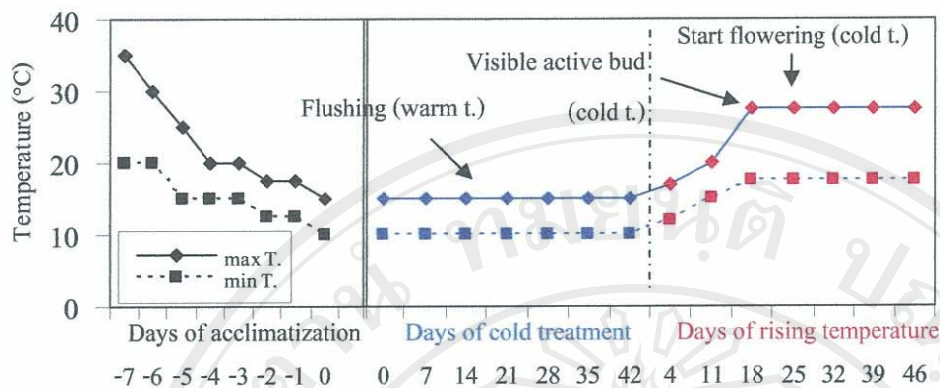 40
30
20
10
0
Temperature (°C)
Start flowering (cold t.)
Visible active bud
Flushing (warm t.)
(cold t.)
max T.
min T.
Days of acclimatization
Days of cold treatment
Days of rising temperature
-7 -6 -5 -4 -3 -2 -1 0
0 7 14 21 28 35 42
4 11 18 25 32 39 46